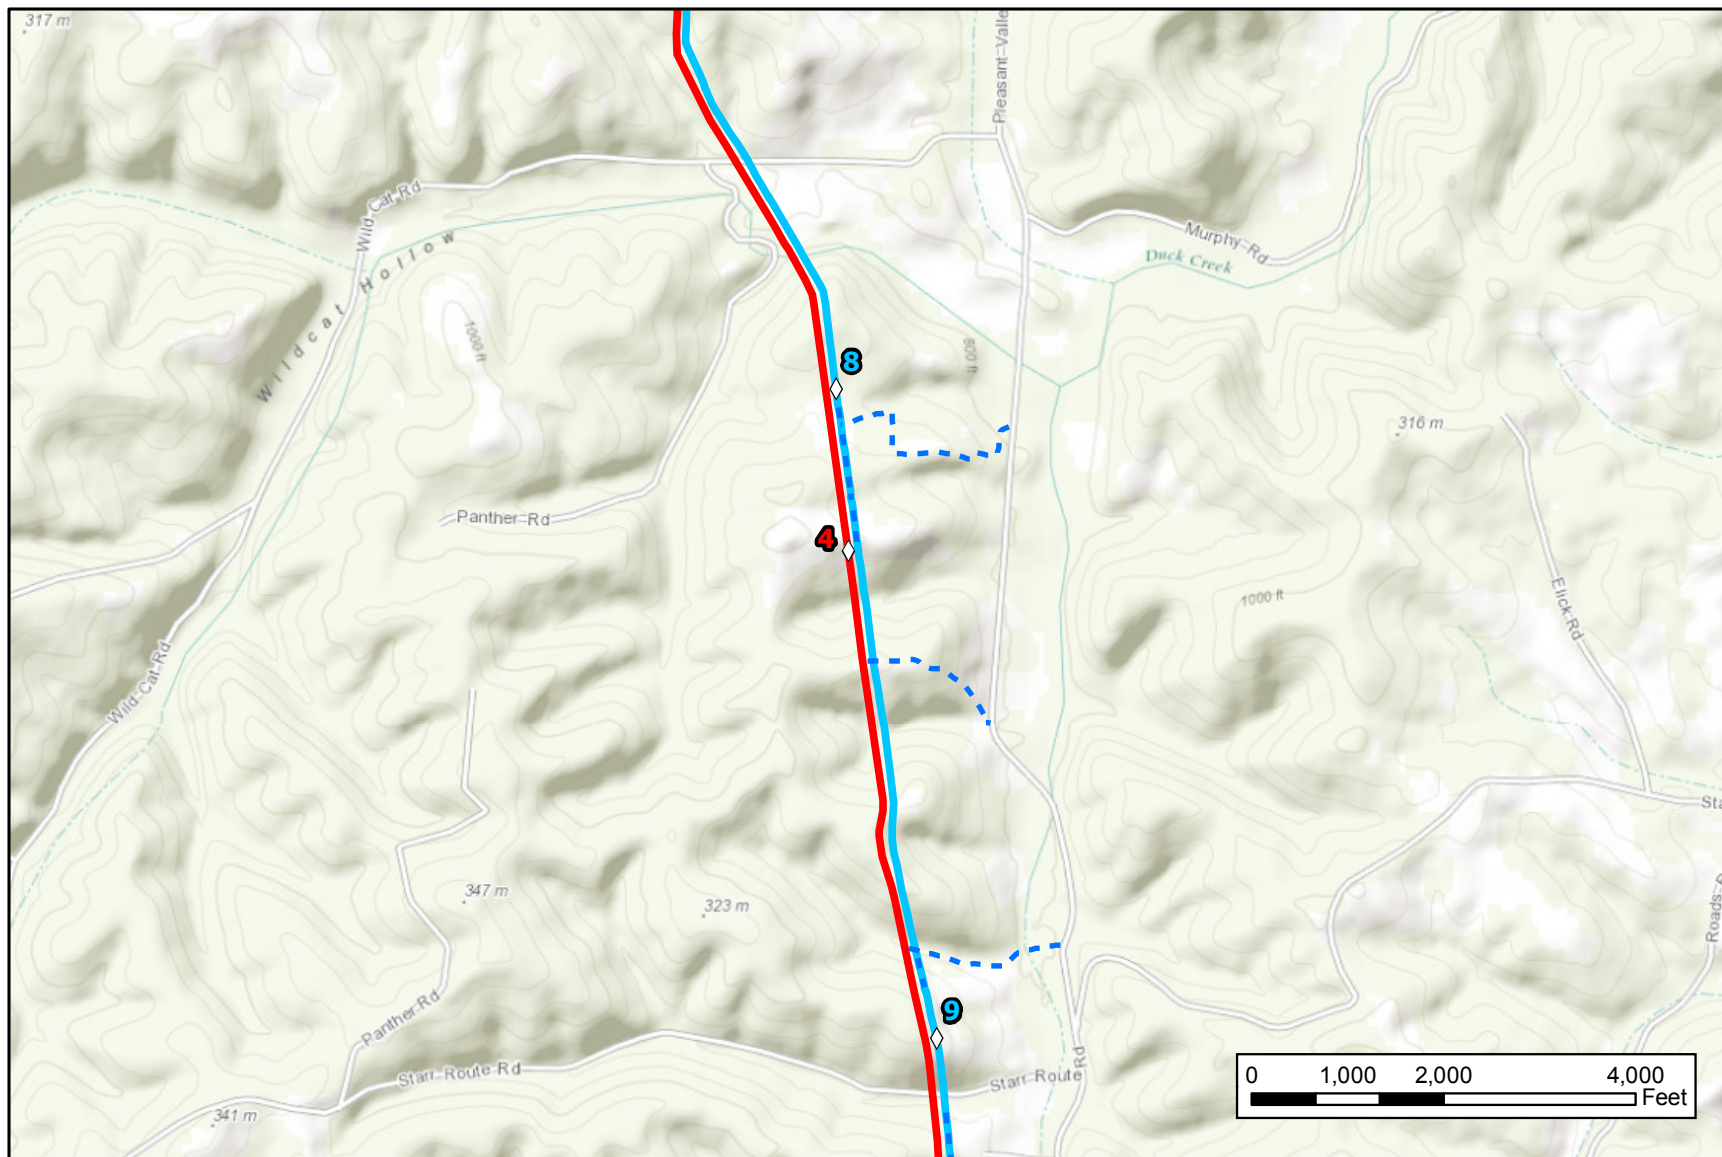 317 m
Pleasant Valle
Wild Cat Rd
Murphy Rd
Duck Creek
Wildcat Hollow
1000 ft
800 ft
8
316 m
Panther Rd
4
1000 ft
Elick Rd
Wild Cat Rd
Sta
347 m
323 m
Roads
9
Panther Rd
Starr Route Rd
Starr Route Rd
341 m
0 1,000 2,000 4,000
Feet